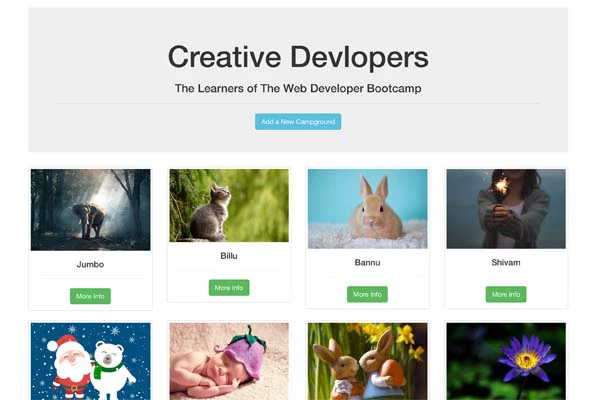 Creative Devlopers
The Learners of The Web Developer Bootcamp
Add a New Campground
Jumbo
Billu
Bannu
Shivam
More Info
More Info
More Info
More Info